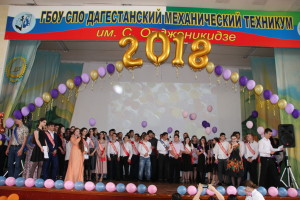 ГБОУ СПО ДАГЕСТАНСКИЙ МЕХАНИЧЕСКИЙ ТЕХНИКУМ
им. С. Орджоникидзе
2018